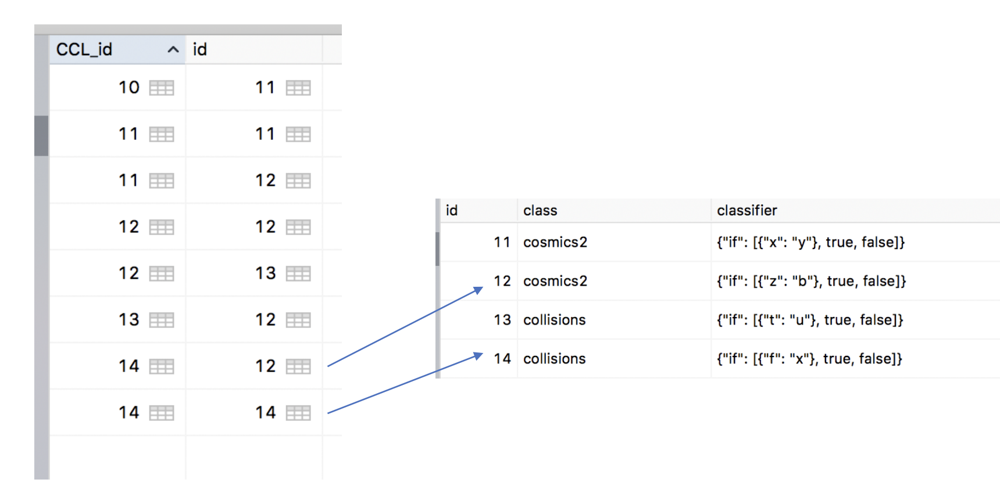 CCL_id id
10 11
11 11
11 12
12 12
12 13
13 12
14 12
14 14
id class classifier
11 cosmics2 {"if": [{"x": "y"}, true, false]}
12 cosmics2 {"if": [{"z": "b"}, true, false]}
13 collisions {"if": [{"t": "u"}, true, false]}
14 collisions {"if": [{"f": "x"}, true, false]}